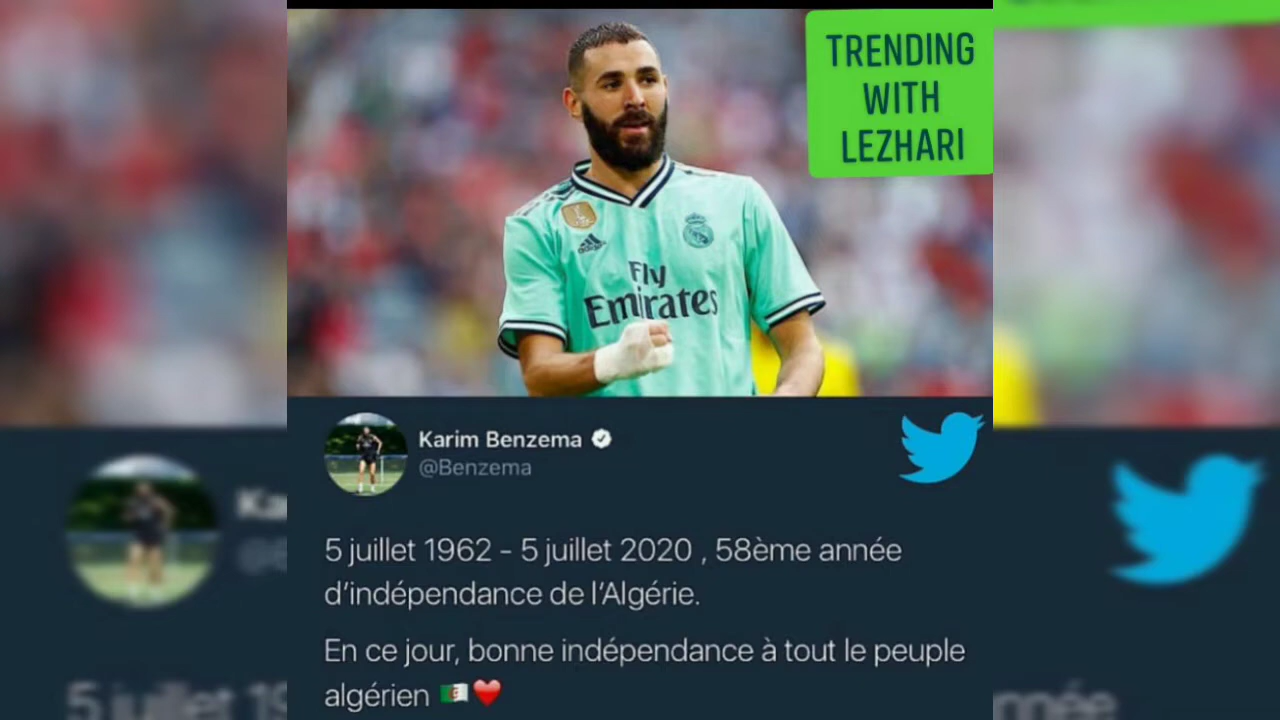 TRENDING
WITH
LEZHARI
adidas
Fly
Emirates
Karim Benzema
@Benzema
5 juillet 1962 - 5 juillet 2020 , 58ème année
d’indépendance de l’Algérie.
En ce jour, bonne indépendance à tout le peuple
algérien 🇩🇿❤️